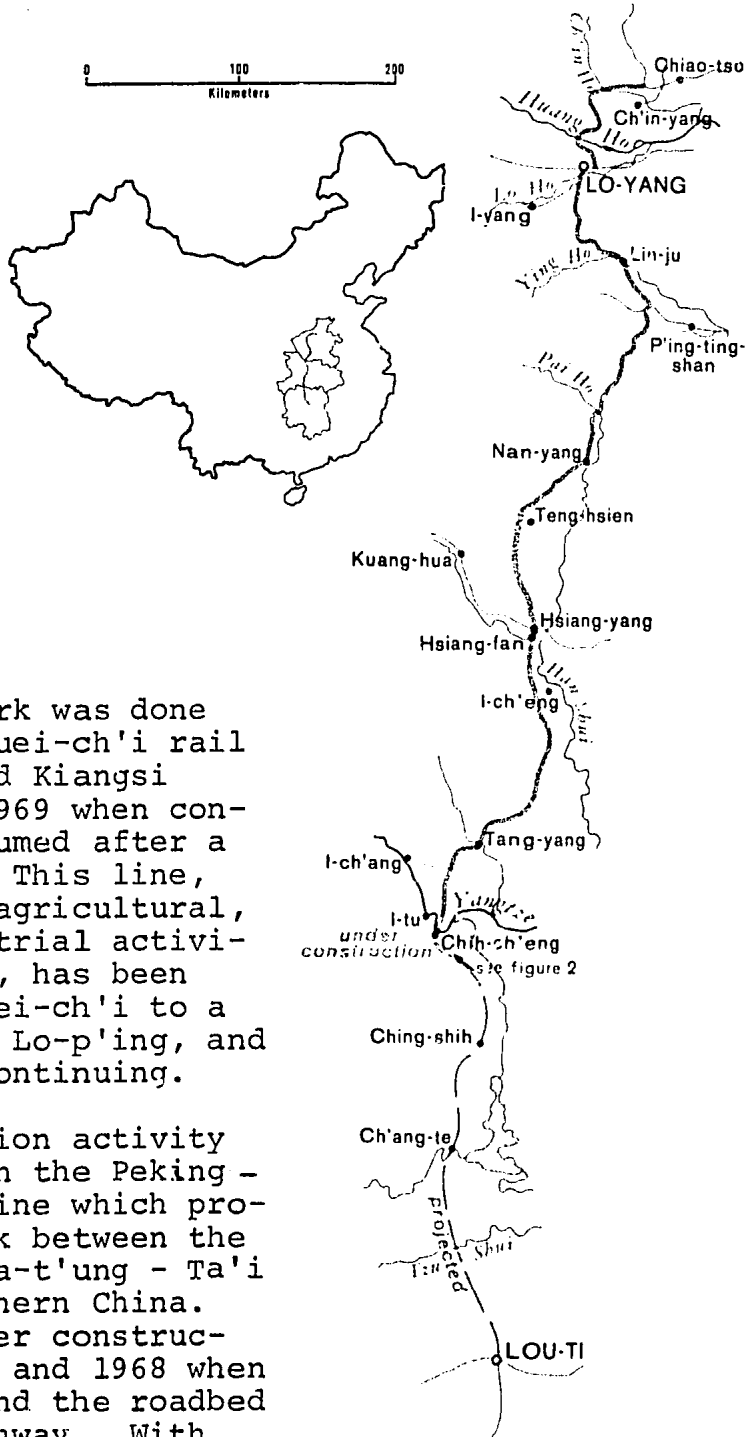 0 100 200
Kilometers
Chiao-tso
Ch'in Ho
Ch'in-yang
Huang Ho
LO-YANG
Lo Ho
I-yang
Lin-ju
Ying Ho
P'ing-ting-
shan
Pai Ho
Nan-yang
Teng-hsien
Kuang-hua
Hsiang-yang
Hsiang-fan
Han Shui
I-ch'eng
Tang-yang
I-ch'ang
Yangtze
I-tu
under
construction
Chih-ch'eng
see figure 2
Ching-shih
Ch'ang-te
projected
Tzu Shui
LOU-TI
rk was done
uei-ch'i rail
d Kiangsi
969 when con-
umed after a
This line,
agricultural,
trial activi-
, has been
ei-ch'i to a
Lo-p'ing, and
ontinuing.
ion activity
n the Peking -
ine which pro-
k between the
a-t'ung - Ta'i
hern China.
er construc-
and 1968 when
nd the roadbed
nway. With